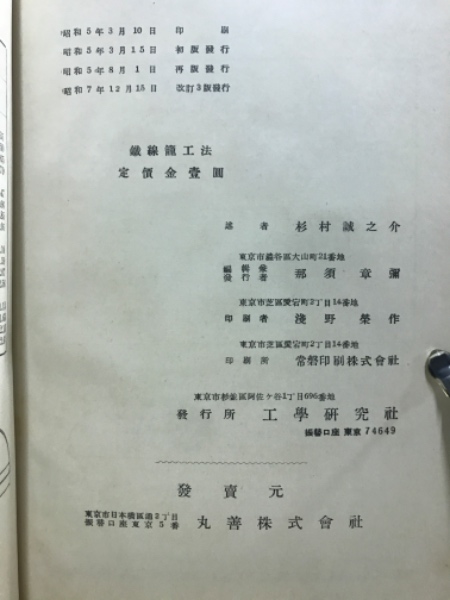 昭和5年3月10日 印刷
昭和5年3月15日 初版發行
昭和5年8月1日 再版發行
昭和7年12月15日 改訂3版發行
鐵線籠工法
定價金壹圓
述者 杉村誠之介
東京市澁谷區大山町21番地
編輯兼發行者 那須章彌
東京市芝區愛宕町2丁目14番地
印刷者 淺野榮作
東京市芝區愛宕町2丁目14番地
印刷所 常磐印刷株式會社
東京市杉並區阿佐ケ谷1丁目696番地
發行所 工學研究社
振替口座 東京 74649
發賣元
東京市日本橋區通2丁目
振替口座東京5番
丸善株式會社